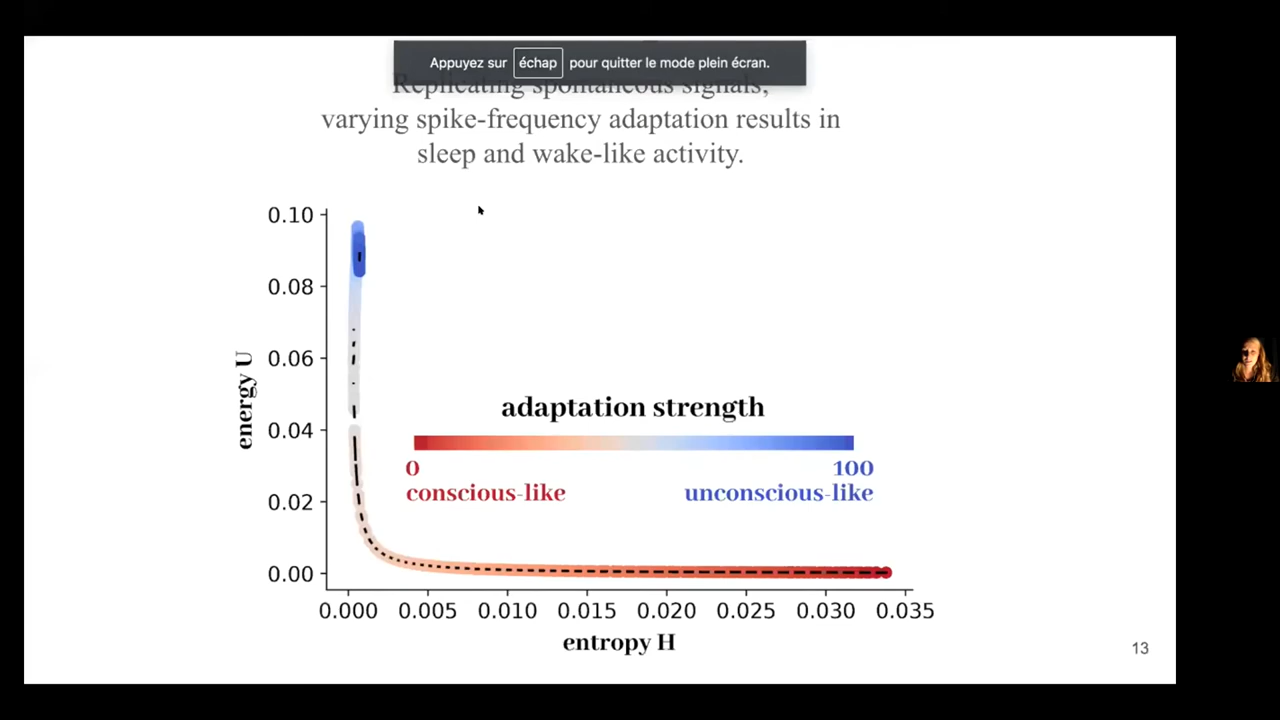 Appuyez sur échap pour quitter le mode plein écran.
Replicating spontaneous signals,
varying spike-frequency adaptation results in
sleep and wake-like activity.
0.10
0.08
0.06
0.04
0.02
0.00
energy U
adaptation strength
0 100
conscious-like unconscious-like
0.000 0.005 0.010 0.015 0.020 0.025 0.030 0.035
entropy H
13